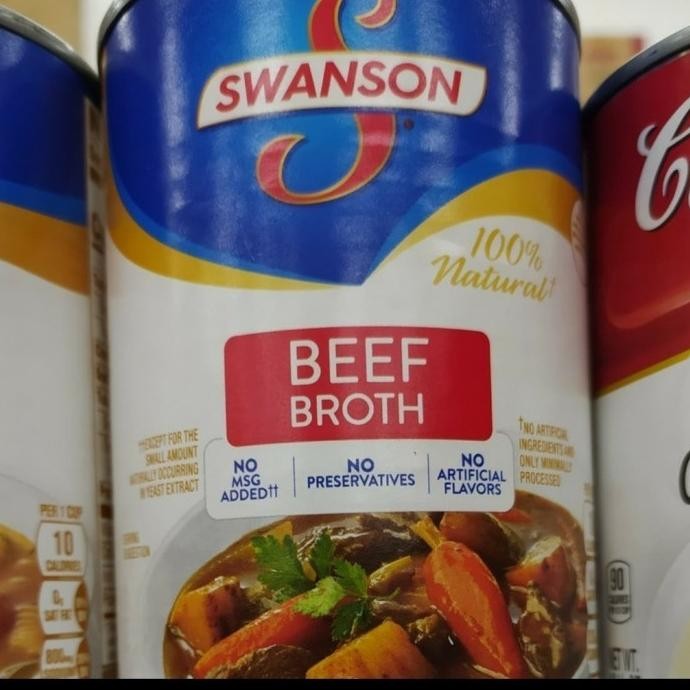 SWANSON
®
100%
Natural†
BEEF
BROTH
NO
MSG
ADDED††
NO
PRESERVATIVES
NO
ARTIFICIAL
FLAVORS
††EXCEPT FOR THE
SMALL AMOUNT
NATURALLY OCCURRING
IN YEAST EXTRACT
†NO ARTIFICIAL
INGREDIENTS AND
ONLY MINIMALLY
PROCESSED
SUGGESTION
PER 1 CUP
10
CALORIES
0g
SAT FAT
90
CALORIES
NET WT.